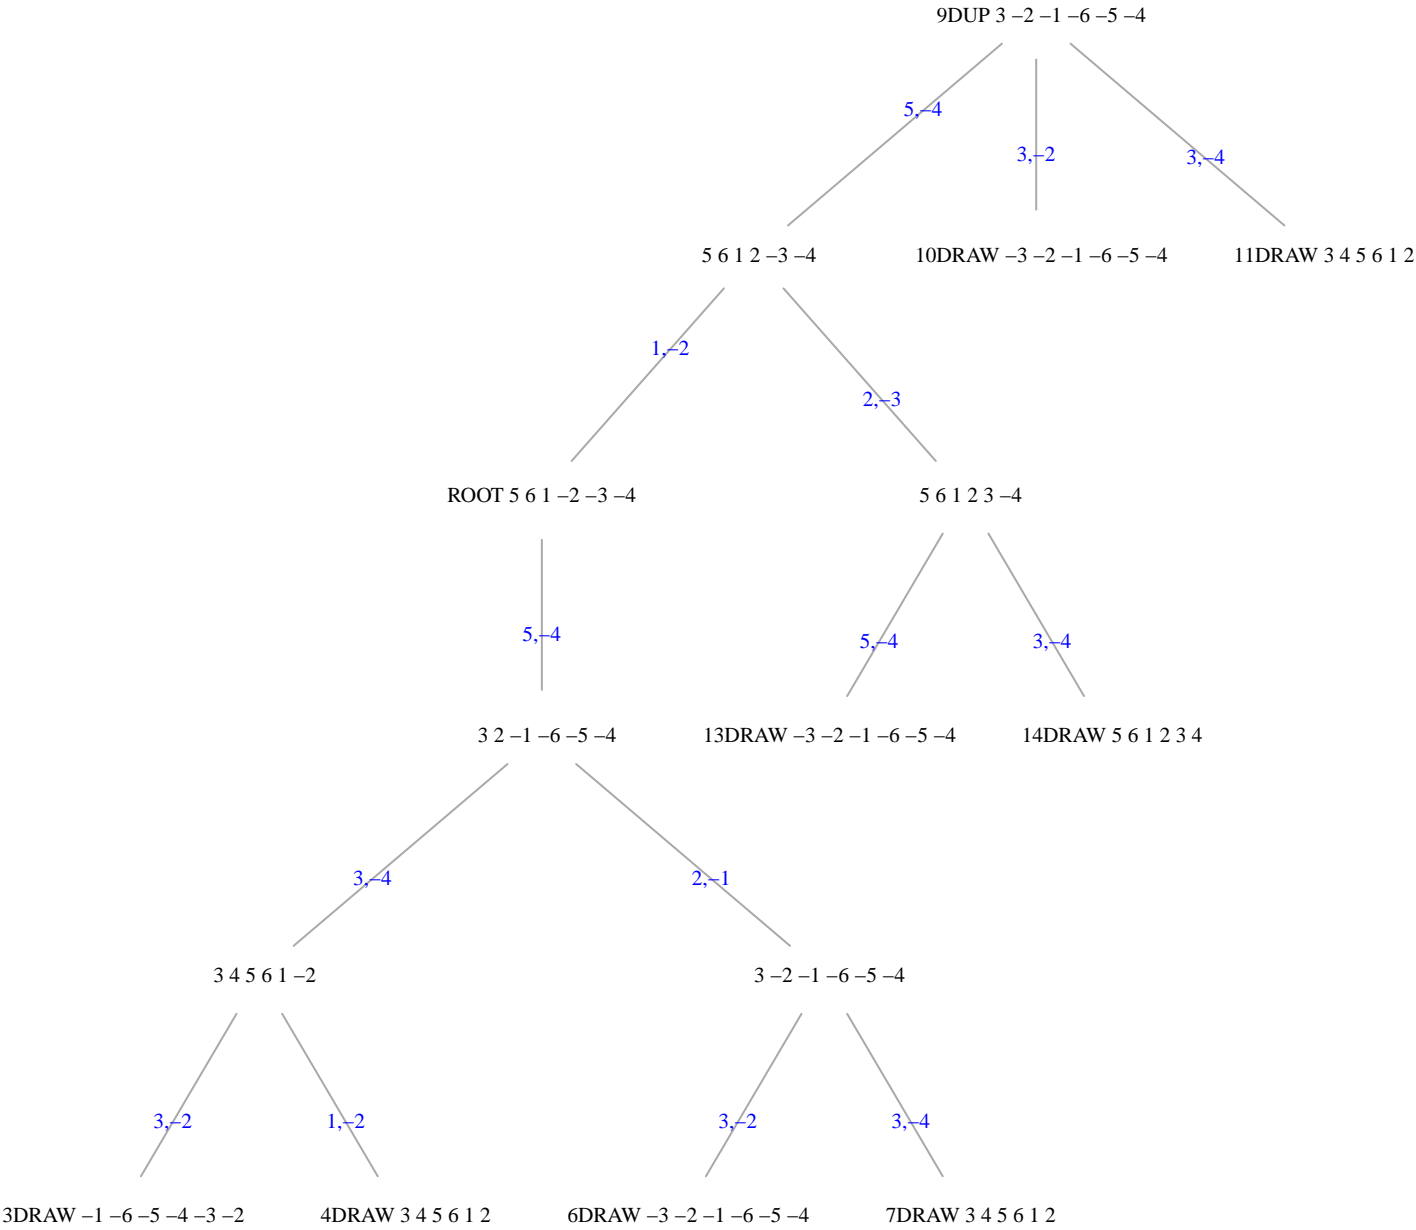 9DUP 3 –2 –1 –6 –5 –4
5,–4
3,–2
3,–4
5 6 1 2 –3 –4
10DRAW –3 –2 –1 –6 –5 –4
11DRAW 3 4 5 6 1 2
1,–2
2,–3
ROOT 5 6 1 –2 –3 –4
5 6 1 2 3 –4
5,–4
5,–4
3,–4
3 2 –1 –6 –5 –4
13DRAW –3 –2 –1 –6 –5 –4
14DRAW 5 6 1 2 3 4
3,–4
2,–1
3 4 5 6 1 –2
3 –2 –1 –6 –5 –4
3,–2
1,–2
3,–2
3,–4
3DRAW –1 –6 –5 –4 –3 –2
4DRAW 3 4 5 6 1 2
6DRAW –3 –2 –1 –6 –5 –4
7DRAW 3 4 5 6 1 2